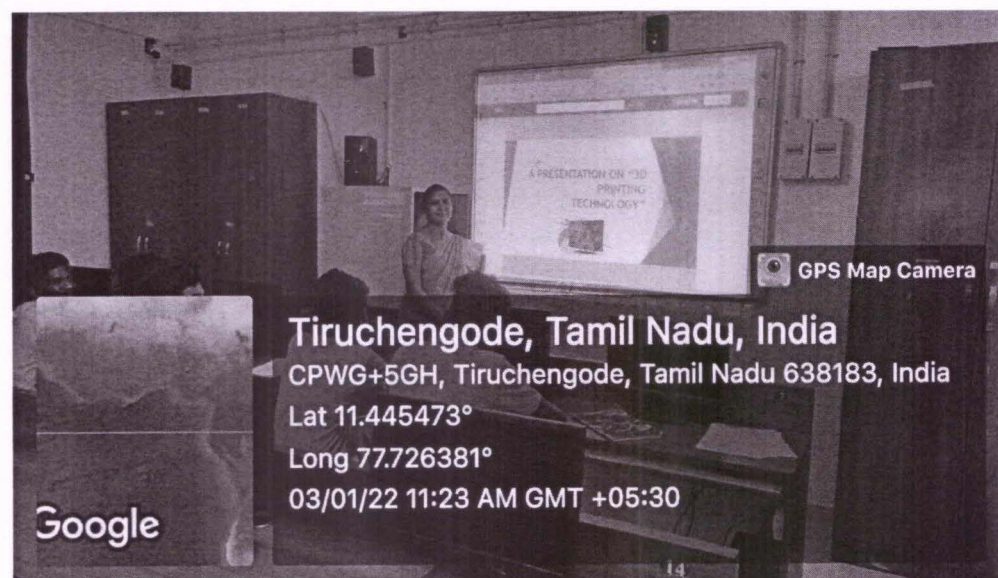 A PRESENTATION ON "3D
PRINTING
TECHNOLOGY"
GPS Map Camera
Tiruchengode, Tamil Nadu, India
CPWG+5GH, Tiruchengode, Tamil Nadu 638183, India
Lat 11.445473°
Long 77.726381°
03/01/22 11:23 AM GMT +05:30
Google
14